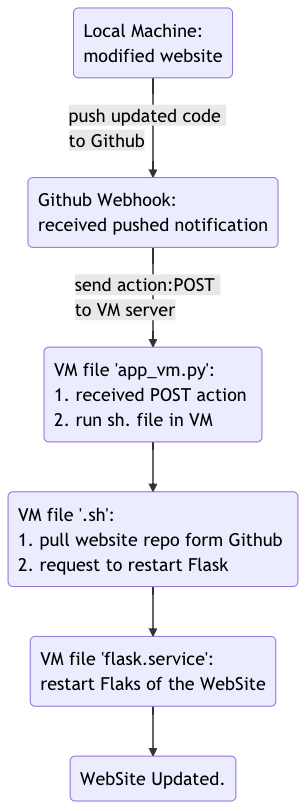 Local Machine:
modified website
push updated code
to Github
Github Webhook:
received pushed notification
send action:POST
to VM server
VM file 'app_vm.py':
1. received POST action
2. run sh. file in VM
VM file '.sh':
1. pull website repo form Github
2. request to restart Flask
VM file 'flask.service':
restart Flaks of the WebSite
WebSite Updated.